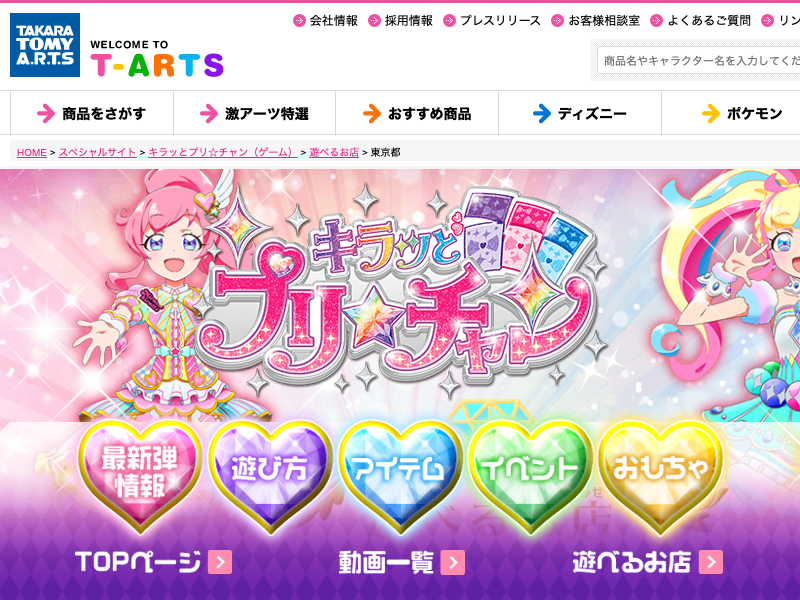 会社情報 採用情報 プレスリリース お客様相談室 よくあるご質問 リン
TAKARA TOMY A.R.T.S
WELCOME TO
T-ARTS
商品名やキャラクター名を入力してくだ
商品をさがす 激アーツ特選 おすすめ商品 ディズニー ポケモン
HOME > スペシャルサイト > キラッとプリ☆チャン（ゲーム） > 遊べるお店 > 東京都
キラッと
プリ☆チャン
最新弾
情報
遊び方 アイテム イベント おもちゃ
TOPページ 動画一覧 遊べるお店